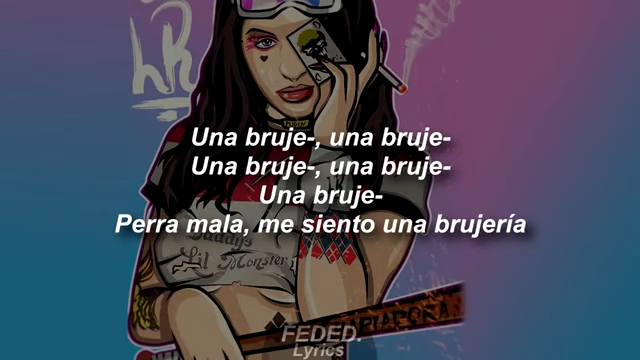 Una bruje-, una bruje-
Una bruje-, una bruje-
Una bruje-
Perra mala, me siento una brujería
Daddy's
Lil Monster
FEDED.
Lyrics